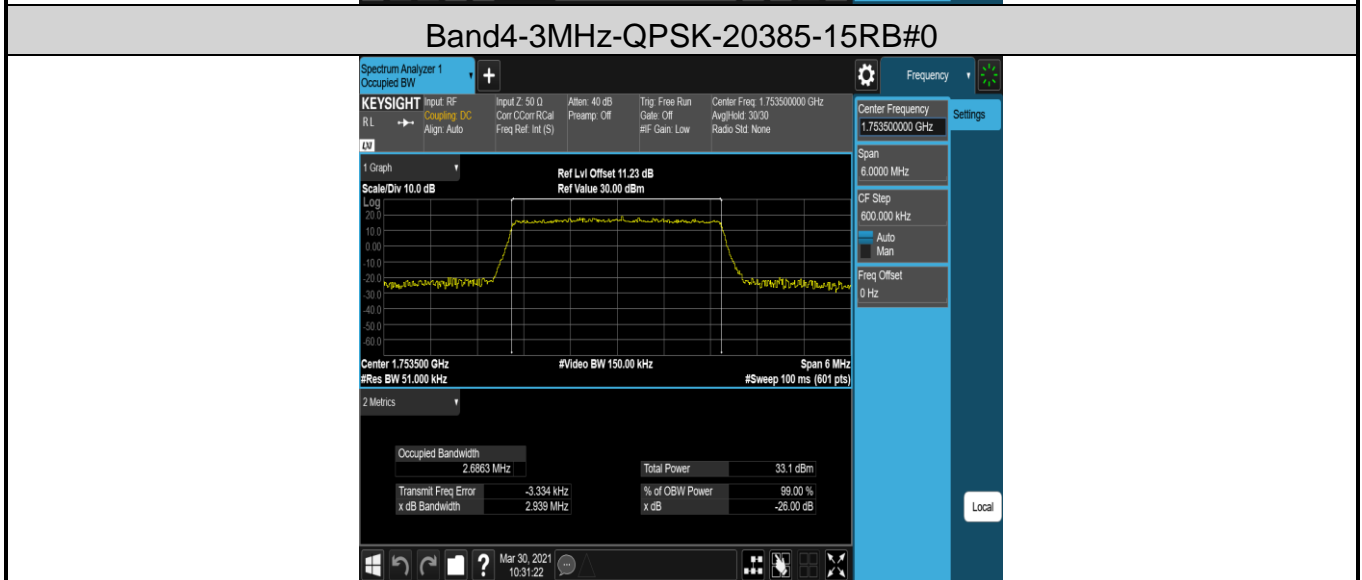 Band4-3MHz-QPSK-20385-15RB#0
Spectrum Analyzer 1
Occupied BW
+
Frequency
KEYSIGHT
RL
LXI
Input: RF
Coupling: DC
Align: Auto
Input Z: 50 Ω
Corr CCorr RCal
Freq Ref: Int (S)
Atten: 40 dB
Preamp: Off
Trig: Free Run
Gate: Off
#IF Gain: Low
Center Freq: 1.753500000 GHz
Avg|Hold: 30/30
Radio Std: None
Center Frequency
1.753500000 GHz
Settings
Span
6.0000 MHz
CF Step
600.000 kHz
Auto
Man
Freq Offset
0 Hz
1 Graph
Scale/Div 10.0 dB
Ref Lvl Offset 11.23 dB
Ref Value 30.00 dBm
Log
20.0
10.0
0.00
-10.0
-20.0
-30.0
-40.0
-50.0
-60.0
Center 1.753500 GHz
#Res BW 51.000 kHz
#Video BW 150.00 kHz
Span 6 MHz
#Sweep 100 ms (601 pts)
2 Metrics
Occupied Bandwidth
2.6863 MHz
Total Power 33.1 dBm
Transmit Freq Error -3.334 kHz
% of OBW Power 99.00 %
x dB Bandwidth 2.939 MHz
x dB -26.00 dB
Local
?
Mar 30, 2021
10:31:22